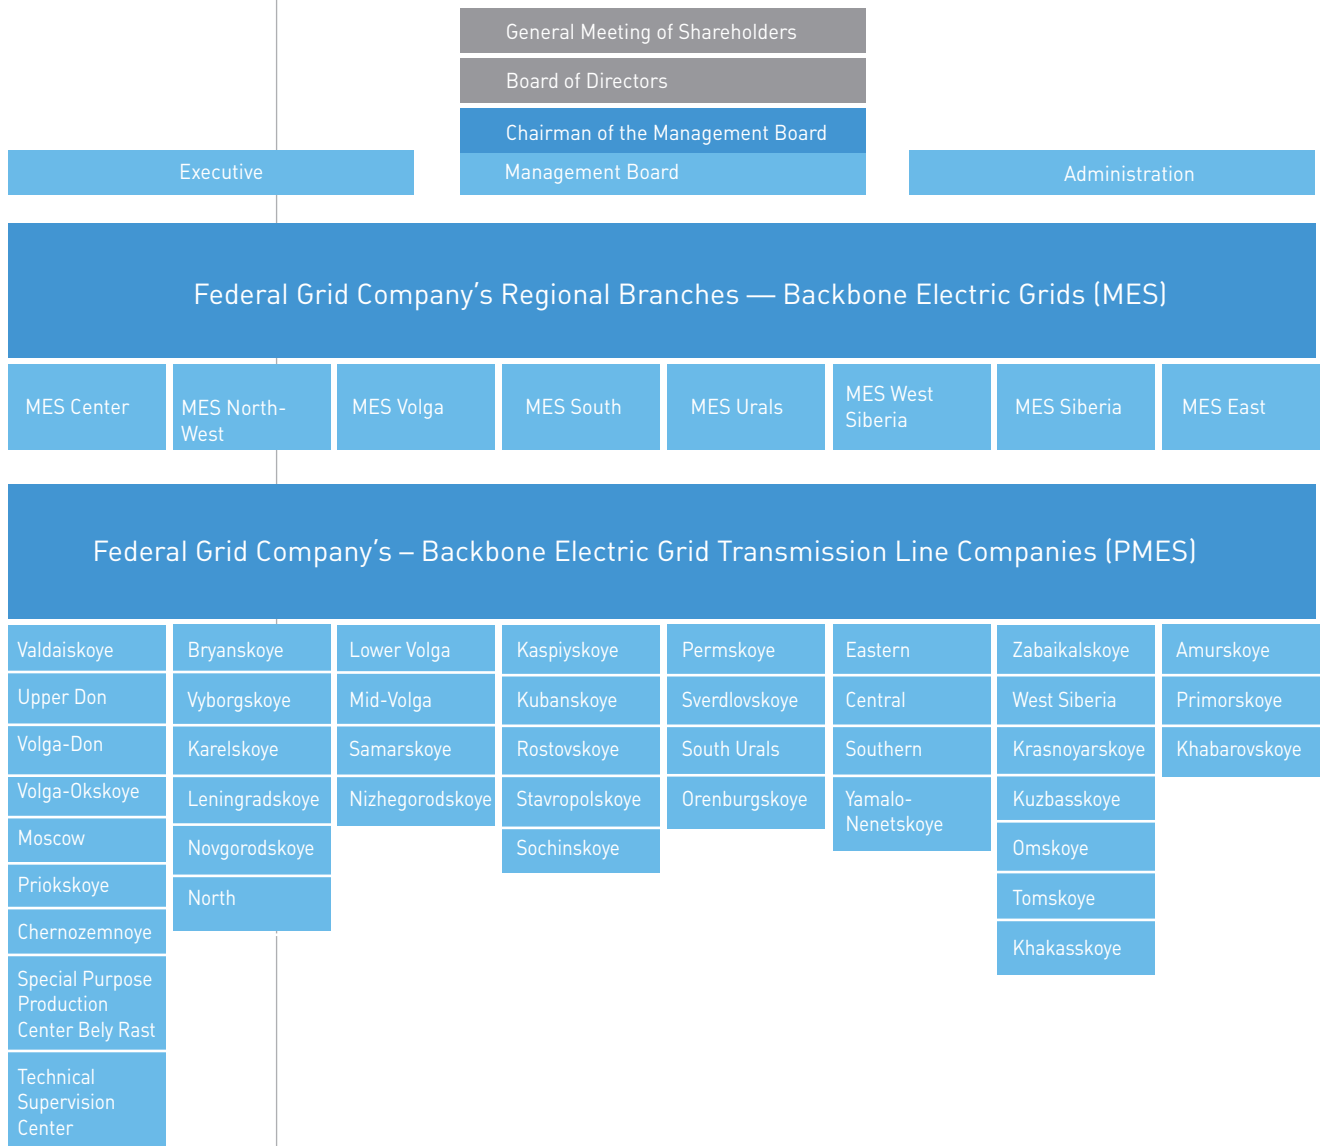 General Meeting of Shareholders
Board of Directors
Chairman of the Management Board
Executive
Management Board
Administration
Federal Grid Company's Regional Branches — Backbone Electric Grids (MES)
MES Center
MES North-
West
MES Volga
MES South
MES Urals
MES West
Siberia
MES Siberia
MES East
Federal Grid Company's – Backbone Electric Grid Transmission Line Companies (PMES)
Valdaiskoye
Upper Don
Volga-Don
Volga-Okskoye
Moscow
Priokskoye
Chernozemnoye
Special Purpose
Production
Center Bely Rast
Technical
Supervision
Center
Bryanskoye
Vyborgskoye
Karelskoye
Leningradskoye
Novgorodskoye
North
Lower Volga
Mid-Volga
Samarskoye
Nizhegorodskoye
Kaspiyskoye
Kubanskoye
Rostovskoye
Stavropolskoye
Sochinskoye
Permskoye
Sverdlovskoye
South Urals
Orenburgskoye
Eastern
Central
Southern
Yamalo-
Nenetskoye
Zabaikalskoye
West Siberia
Krasnoyarskoye
Kuzbasskoye
Omskoye
Tomskoye
Khakasskoye
Amurskoye
Primorskoye
Khabarovskoye